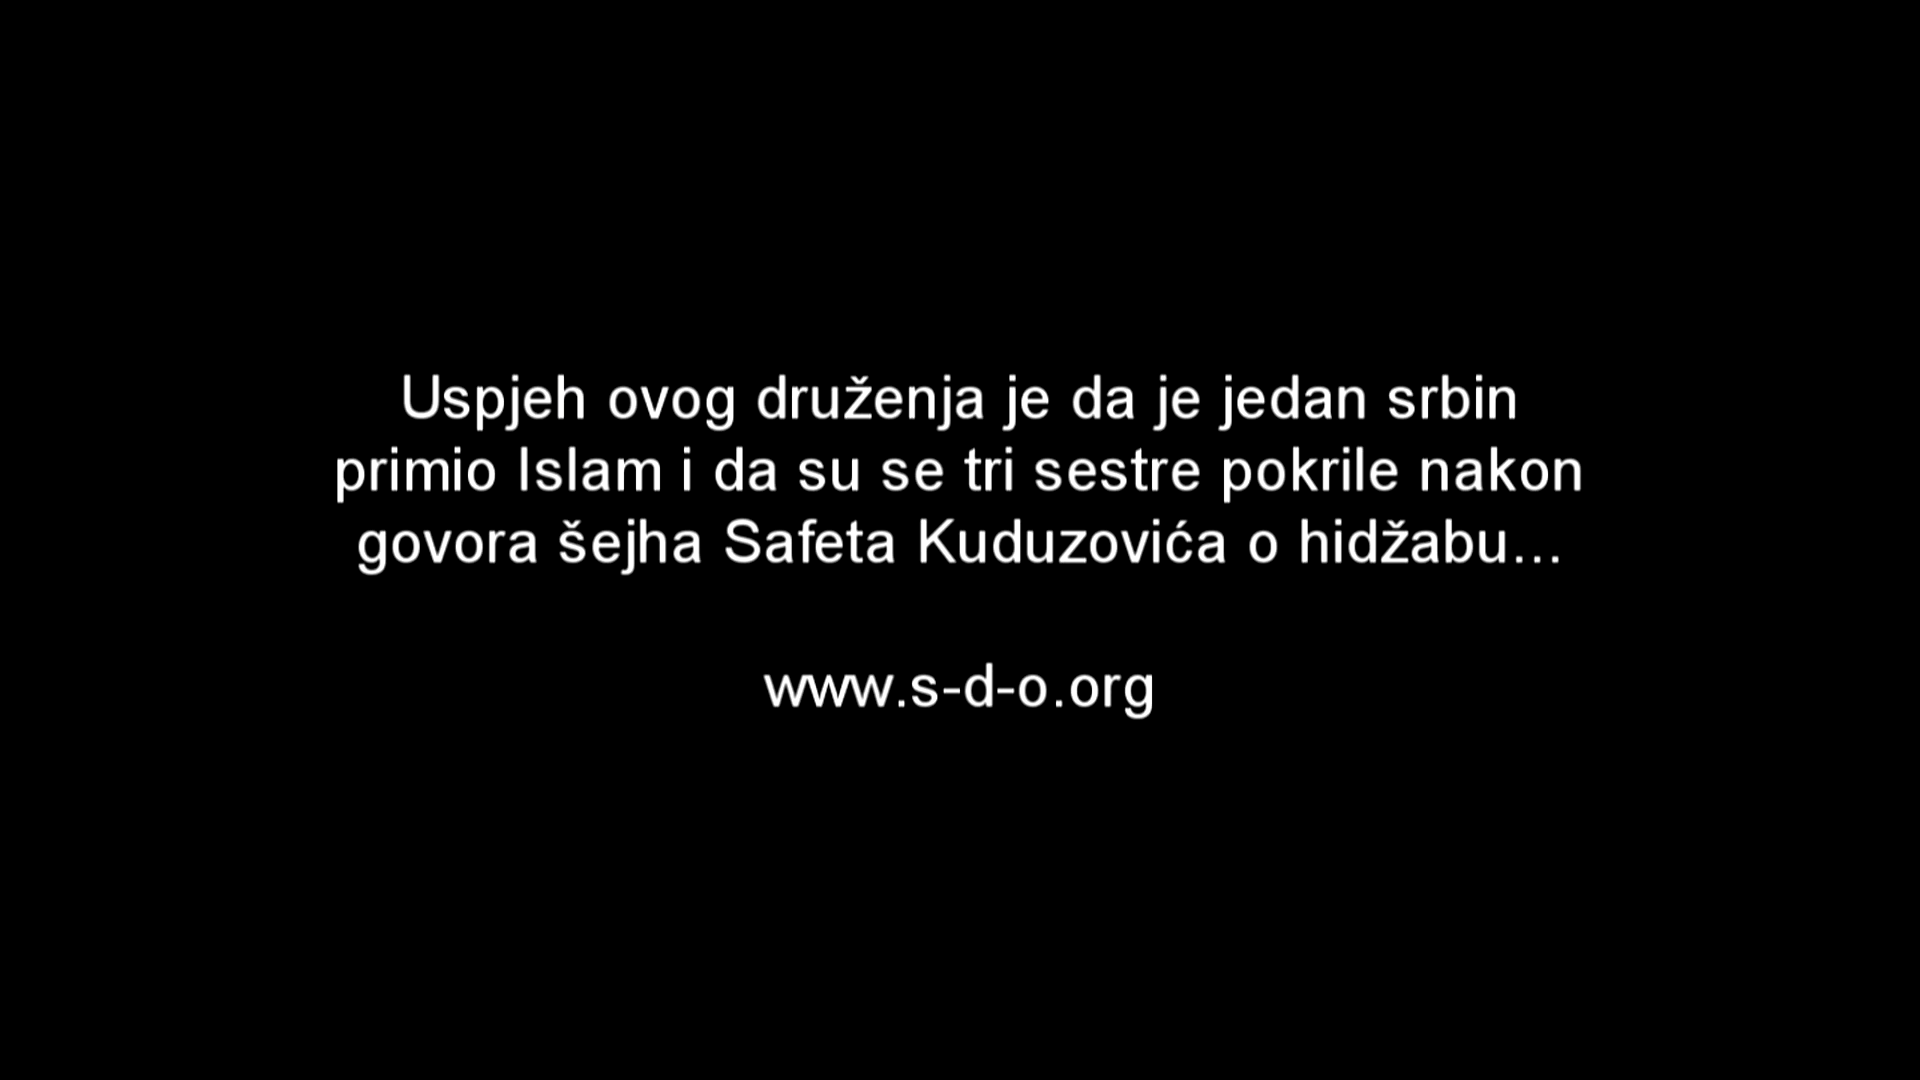 Uspjeh ovog druženja je da je jedan srbin
primio Islam i da su se tri sestre pokrile nakon
govora šejha Safeta Kuduzovića o hidžabu...
www.s-d-o.org